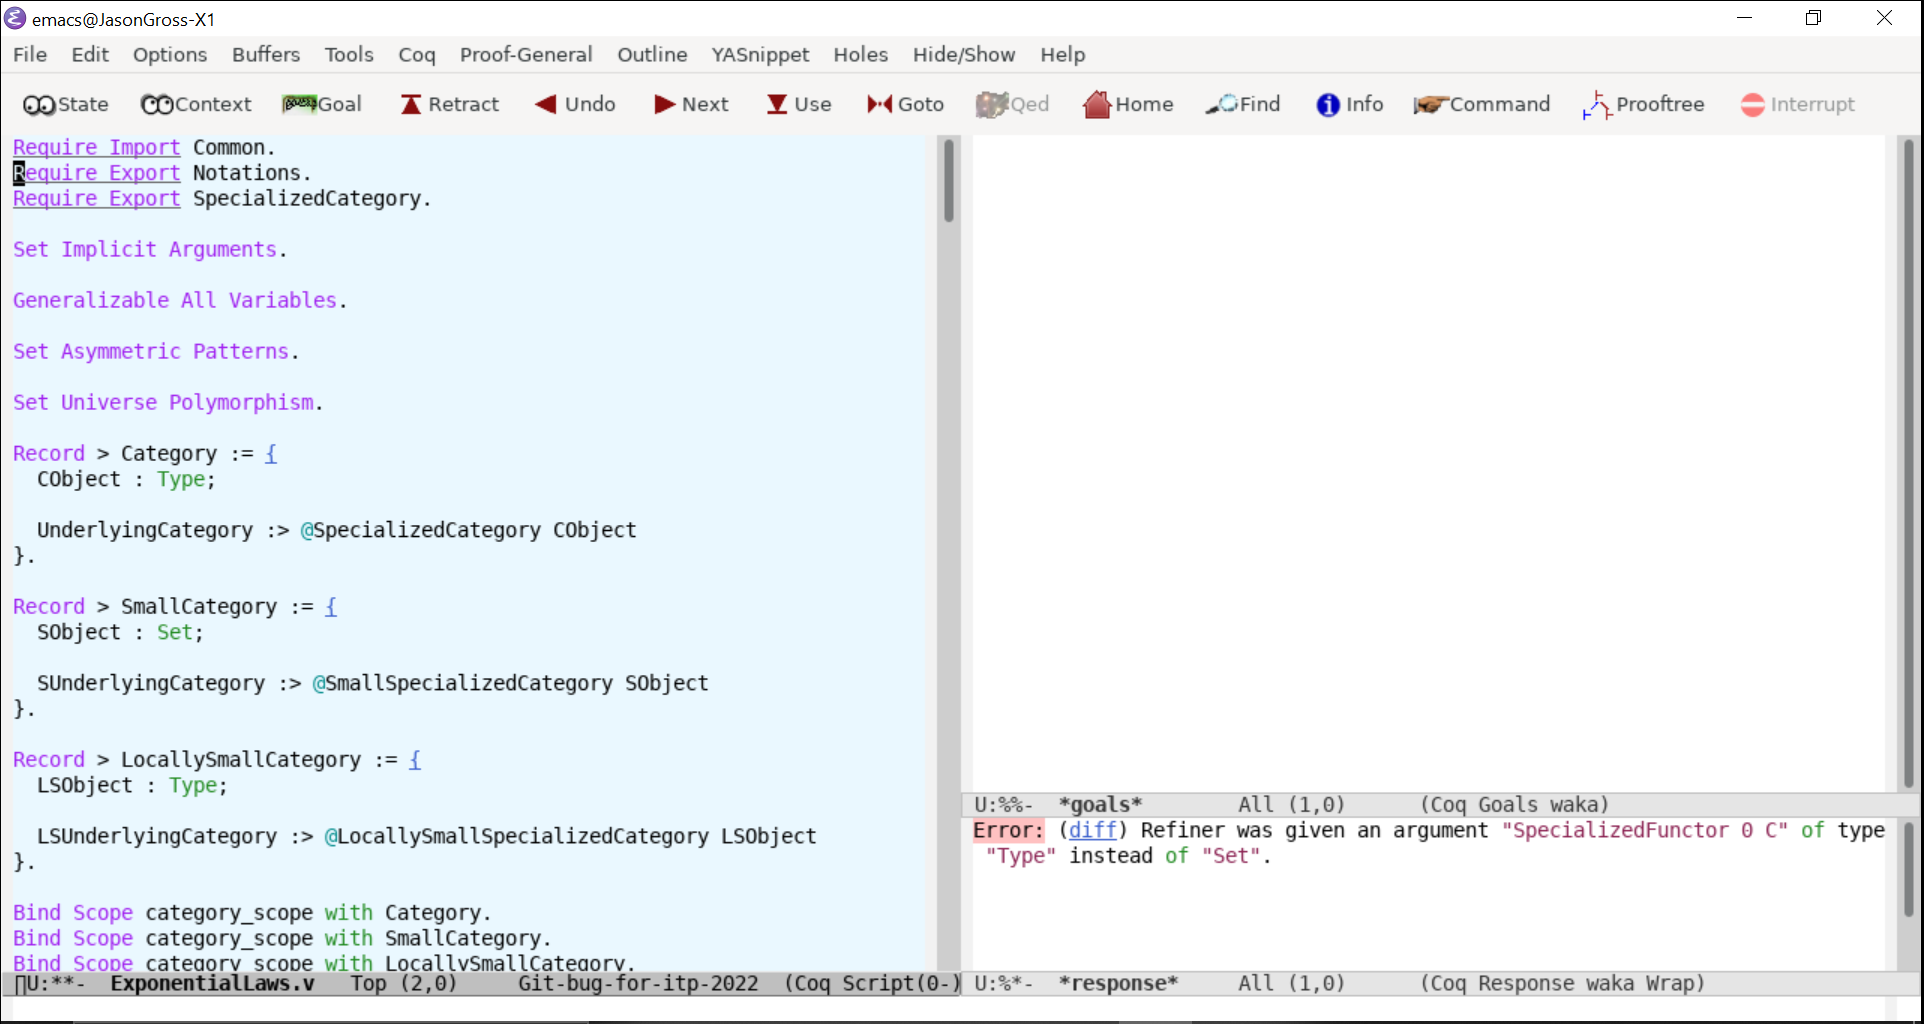 emacs@JasonGross-X1
File Edit Options Buffers Tools Coq Proof-General Outline YASnippet Holes Hide/Show Help
State Context Goal Retract Undo Next Use Goto Qed Home Find Info Command Prooftree Interrupt
Require Import Common.
Require Export Notations.
Require Export SpecializedCategory.
Set Implicit Arguments.
Generalizable All Variables.
Set Asymmetric Patterns.
Set Universe Polymorphism.
Record > Category := {
CObject : Type;
UnderlyingCategory :> @SpecializedCategory CObject
}.
Record > SmallCategory := {
SObject : Set;
SUnderlyingCategory :> @SmallSpecializedCategory SObject
}.
Record > LocallySmallCategory := {
LSObject : Type;
LSUnderlyingCategory :> @LocallySmallSpecializedCategory LSObject
}.
Bind Scope category_scope with Category.
Bind Scope category_scope with SmallCategory.
Bind Scope category_scope with LocallySmallCategory.
U:**- ExponentialLaws.v Top (2,0) Git-bug-for-itp-2022 (Coq Script(0-)
U:%%- *goals* All (1,0) (Coq Goals waka)
Error: (diff) Refiner was given an argument "SpecializedFunctor 0 C" of type
"Type" instead of "Set".
U:%*- *response* All (1,0) (Coq Response waka Wrap)